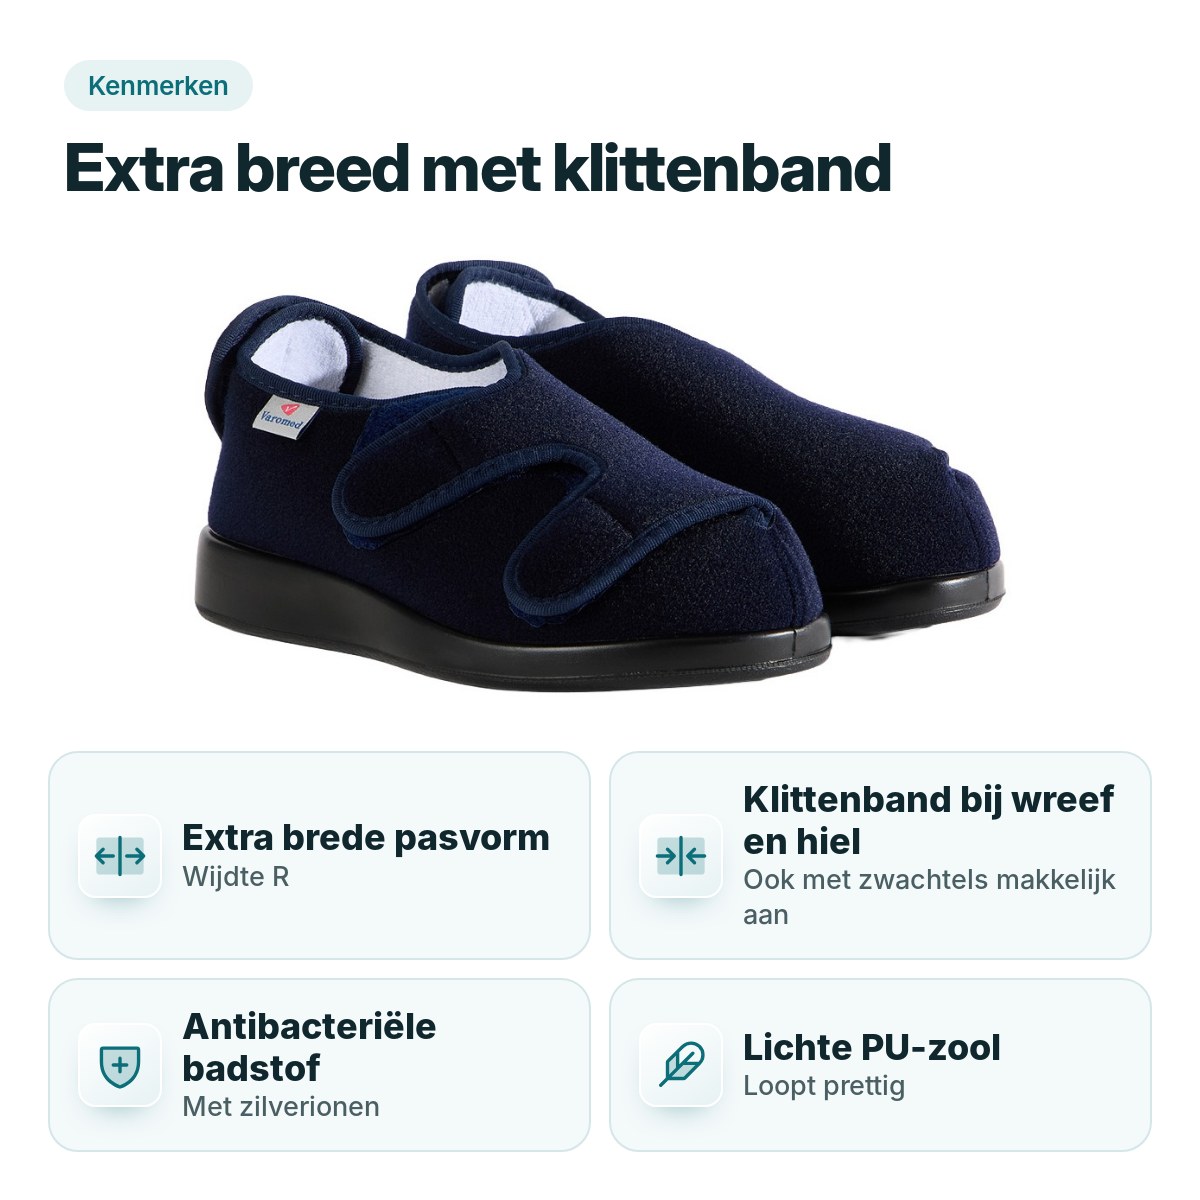 Kenmerken
Extra breed met klittenband
Varomed
Extra brede pasvorm
Wijdte R
Klittenband bij wreef
en hiel
Ook met zwachtels makkelijk
aan
Antibacteriële
badstof
Met zilverionen
Lichte PU-zool
Loopt prettig